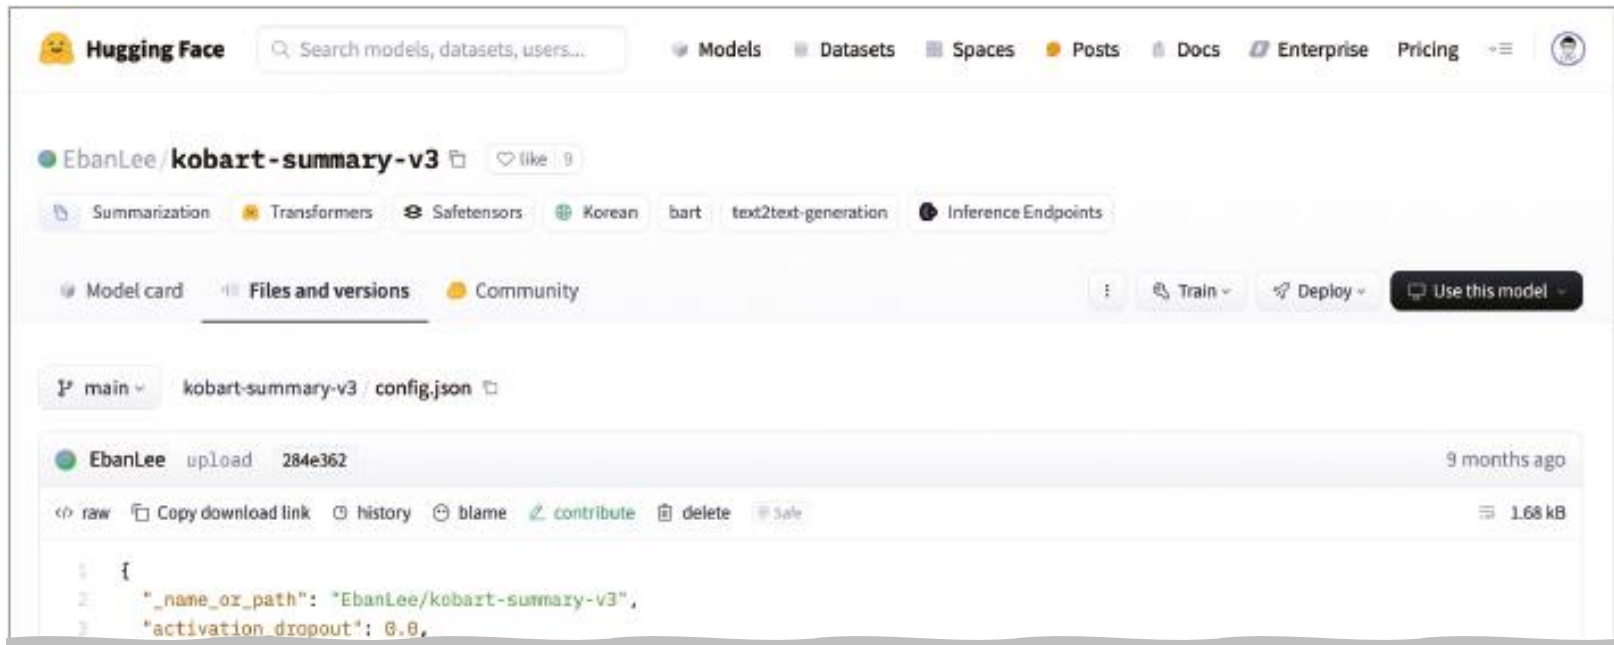 Hugging Face Search models, datasets, users... Models Datasets Spaces Posts Docs Enterprise Pricing
EbanLee/kobart-summary-v3 like 9
Summarization Transformers Safetensors Korean bart text2text-generation Inference Endpoints
Model card Files and versions Community Train Deploy Use this model
main kobart-summary-v3 / config.json
EbanLee upload 284e362 9 months ago
raw Copy download link history blame contribute delete Safe 1.68 kB
1 {
2 "_name_or_path": "EbanLee/kobart-summary-v3",
3 "activation_dropout": 0.0,